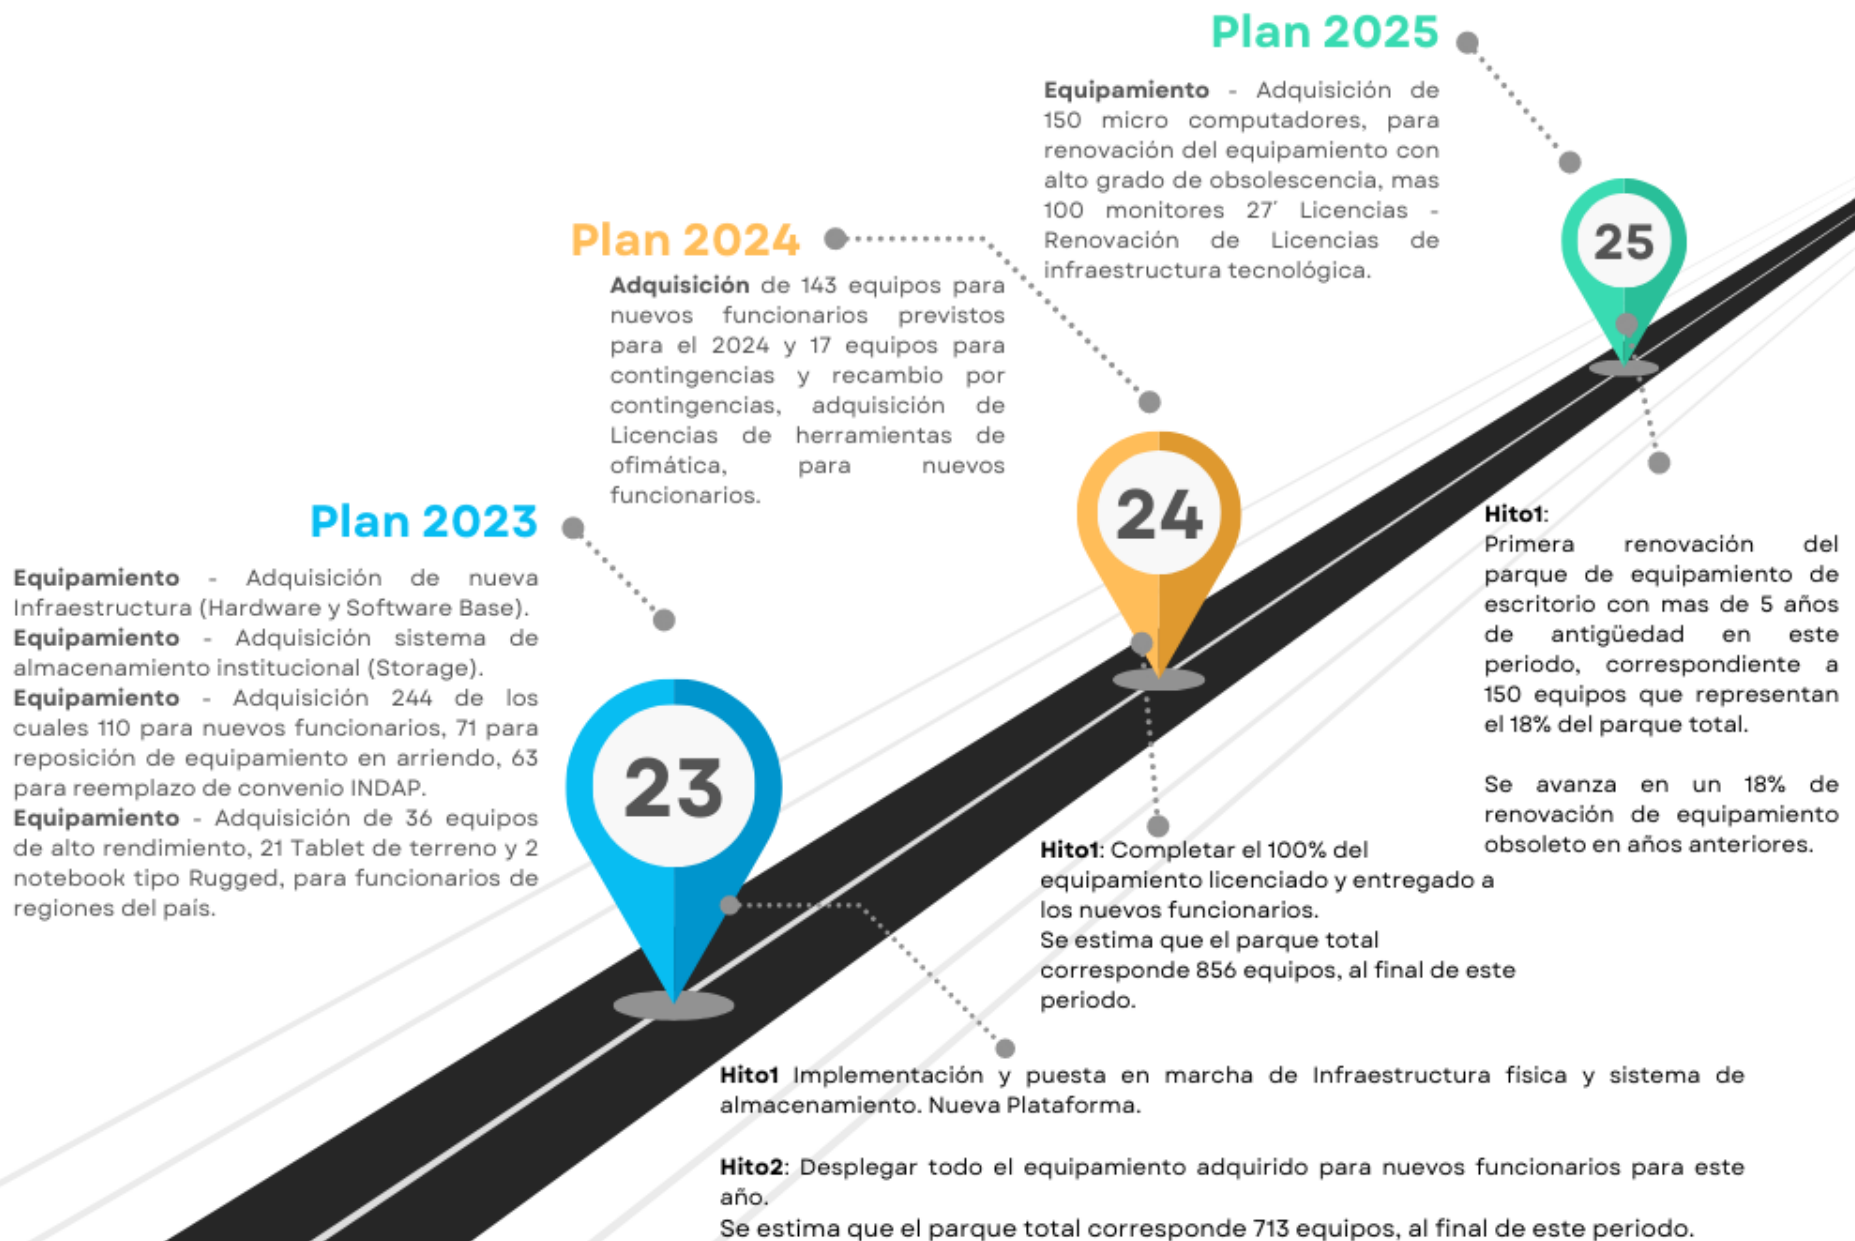 Plan 2025
Equipamiento - Adquisición de
150 micro computadores, para
renovación del equipamiento con
alto grado de obsolescencia, mas
100 monitores 27´ Licencias -
Renovación de Licencias de
infraestructura tecnológica.
25
Plan 2024
Adquisición de 143 equipos para
nuevos funcionarios previstos
para el 2024 y 17 equipos para
contingencias y recambio por
contingencias, adquisición de
Licencias de herramientas de
ofimática, para nuevos
funcionarios.
24
Plan 2023
Equipamiento - Adquisición de nueva
Infraestructura (Hardware y Software Base).
Equipamiento - Adquisición sistema de
almacenamiento institucional (Storage).
Equipamiento - Adquisición 244 de los
cuales 110 para nuevos funcionarios, 71 para
reposición de equipamiento en arriendo, 63
para reemplazo de convenio INDAP.
Equipamiento - Adquisición de 36 equipos
de alto rendimiento, 21 Tablet de terreno y 2
notebook tipo Rugged, para funcionarios de
regiones del país.
23
Hito1:
Primera renovación del
parque de equipamiento de
escritorio con mas de 5 años
de antigüedad en este
periodo, correspondiente a
150 equipos que representan
el 18% del parque total.
Se avanza en un 18% de
renovación de equipamiento
obsoleto en años anteriores.
Hito1: Completar el 100% del
equipamiento licenciado y entregado a
los nuevos funcionarios.
Se estima que el parque total
corresponde 856 equipos, al final de este
periodo.
Hito1 Implementación y puesta en marcha de Infraestructura física y sistema de
almacenamiento. Nueva Plataforma.
Hito2: Desplegar todo el equipamiento adquirido para nuevos funcionarios para este
año.
Se estima que el parque total corresponde 713 equipos, al final de este periodo.